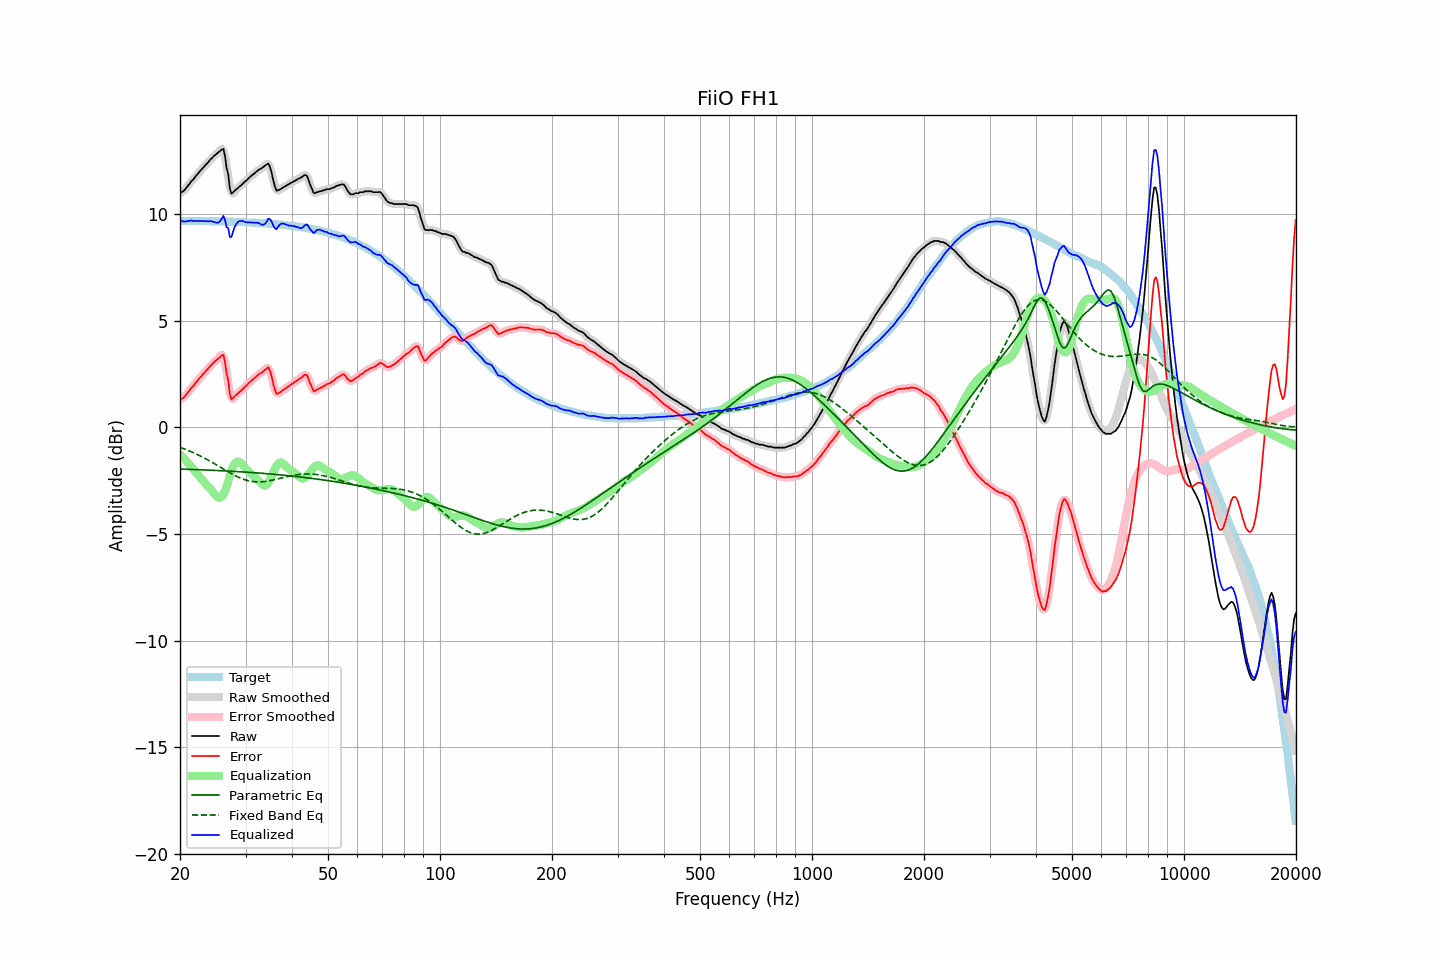 FiiO FH1
Amplitude (dBr)
10
5
0
−5
−10
−15
−20
Target
Raw Smoothed
Error Smoothed
Raw
Error
Equalization
Parametric Eq
Fixed Band Eq
Equalized
20 50 100 200 500 1000 2000 5000 10000 20000
Frequency (Hz)